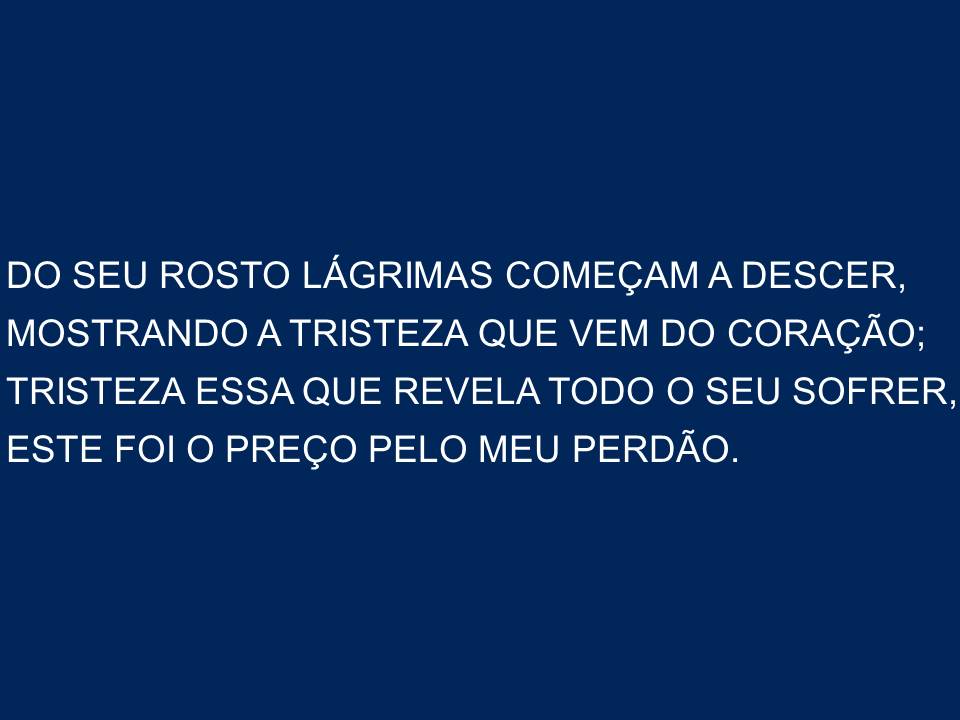 DO SEU ROSTO LÁGRIMAS COMEÇAM A DESCER,
MOSTRANDO A TRISTEZA QUE VEM DO CORAÇÃO;
TRISTEZA ESSA QUE REVELA TODO O SEU SOFRER,
ESTE FOI O PREÇO PELO MEU PERDÃO.